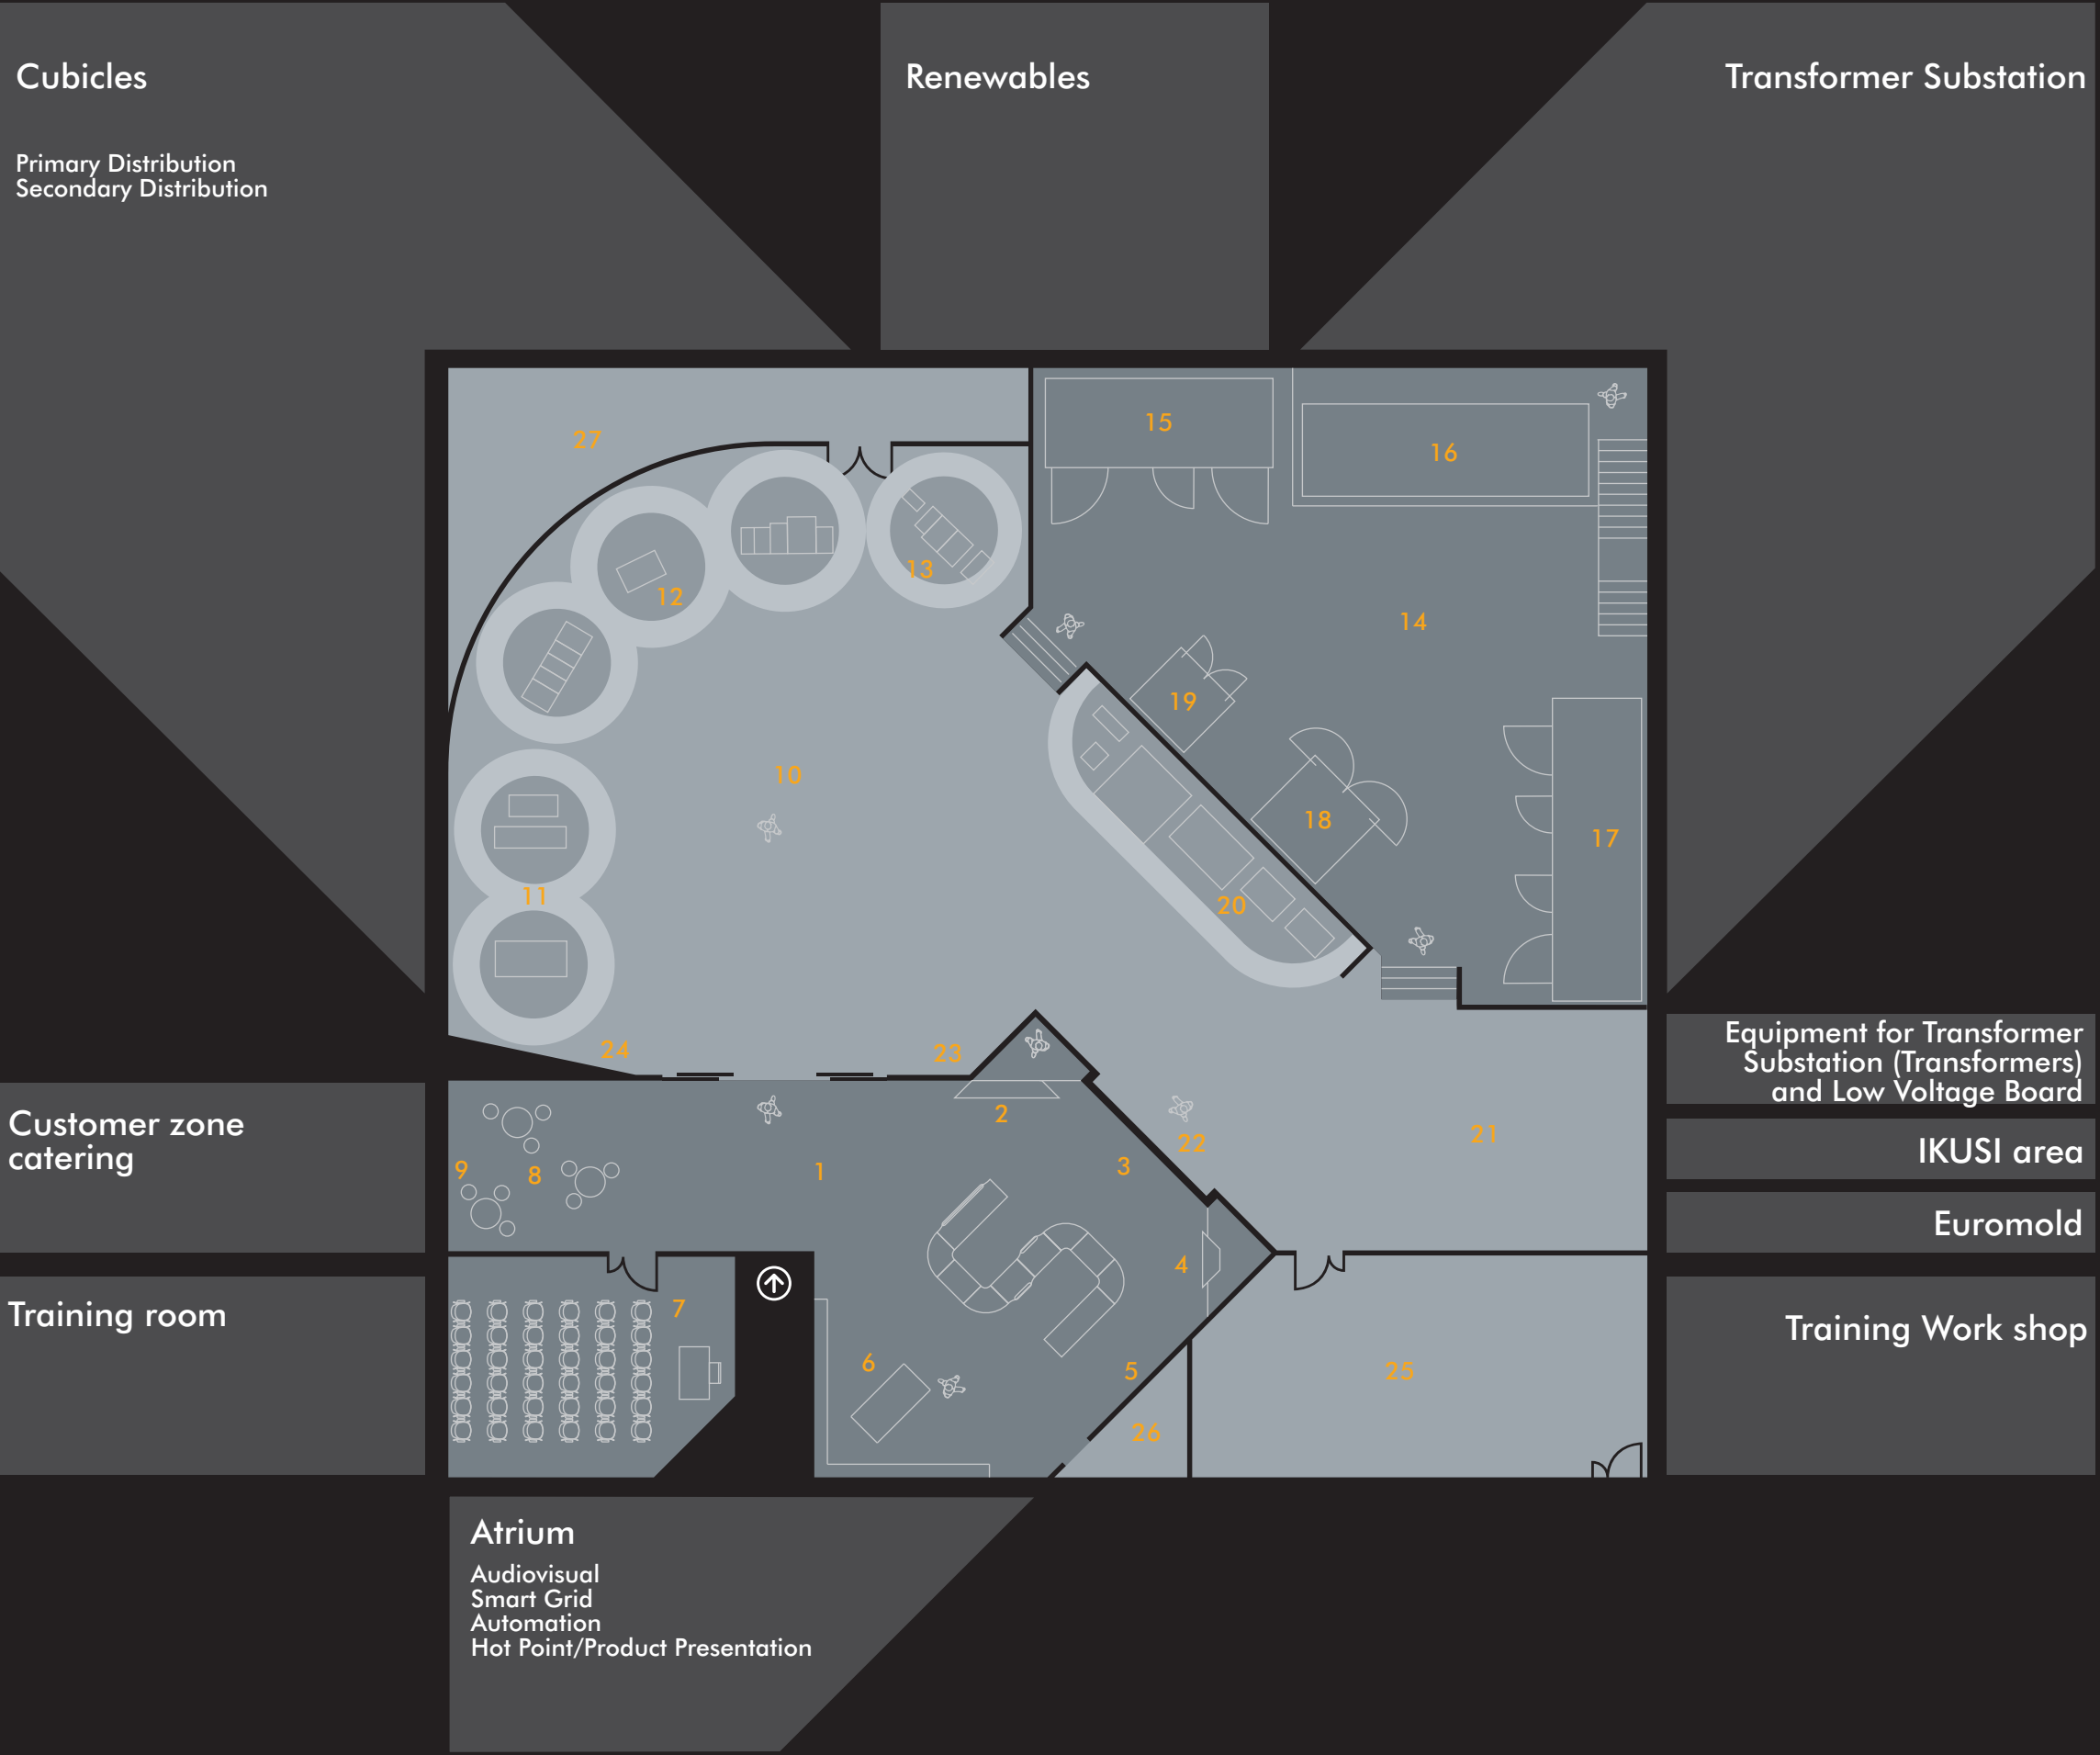 Cubicles
Primary Distribution
Secondary Distribution
Renewables
Transformer Substation
27
15
16
13
12
14
19
10
18
17
11
20
24
23
2
22
21
3
1
9
8
4
7
6
5
25
26
Customer zone
catering
Training room
Equipment for Transformer
Substation (Transformers)
and Low Voltage Board
IKUSI area
Euromold
Training Work shop
Atrium
Audiovisual
Smart Grid
Automation
Hot Point/Product Presentation